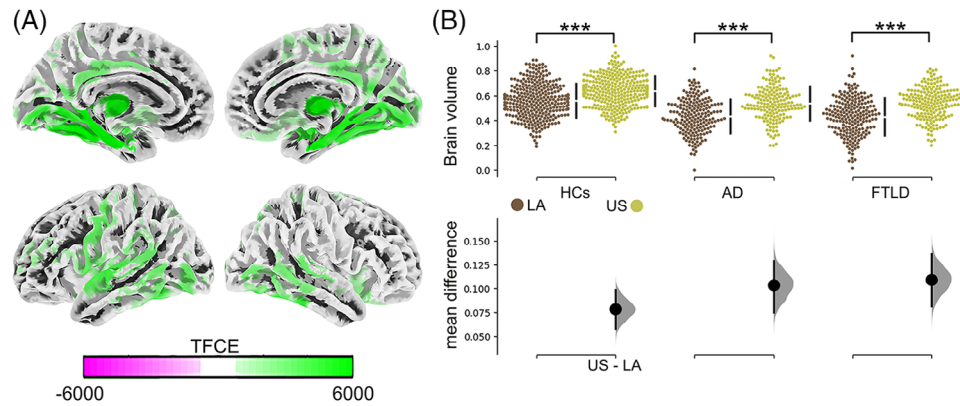 (A)
TFCE
-6000 6000
(B)
*** *** ***
Brain volume
1.0
0.8
0.6
0.4
0.2
0.0
HCs AD FTLD
LA US
mean differrence
0.150
0.125
0.100
0.075
0.050
US - LA